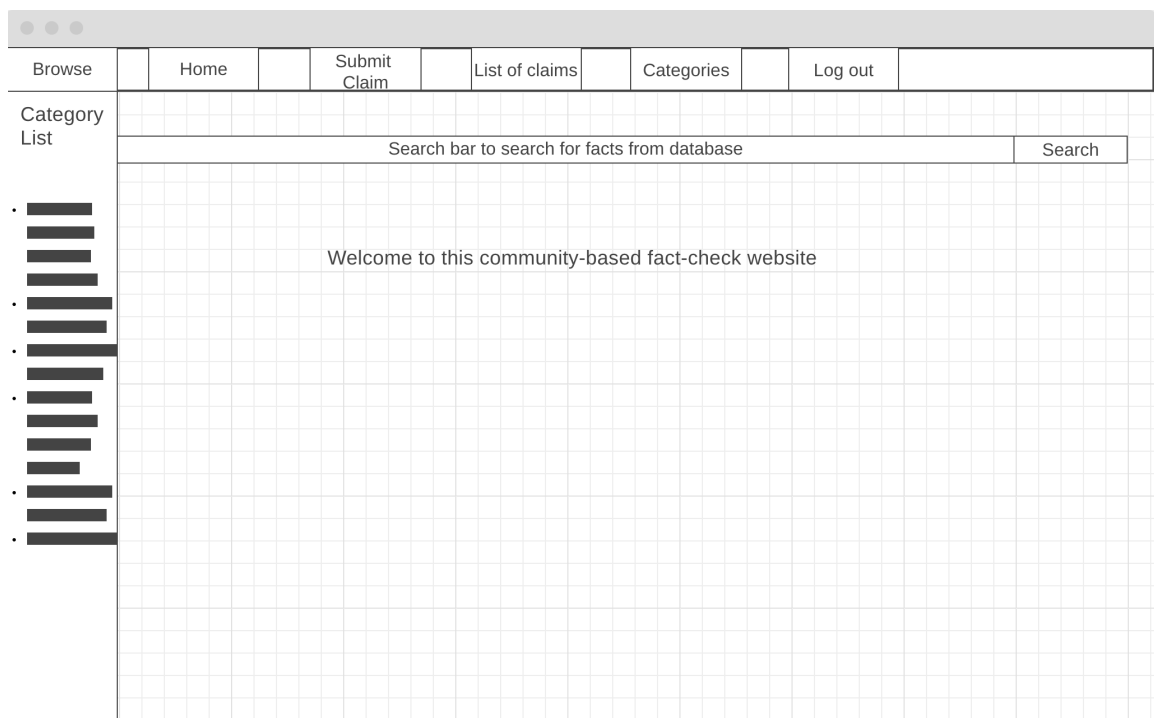 Browse
Home
Submit
Claim
List of claims
Categories
Log out
Category
List
Search bar to search for facts from database
Search
Welcome to this community-based fact-check website